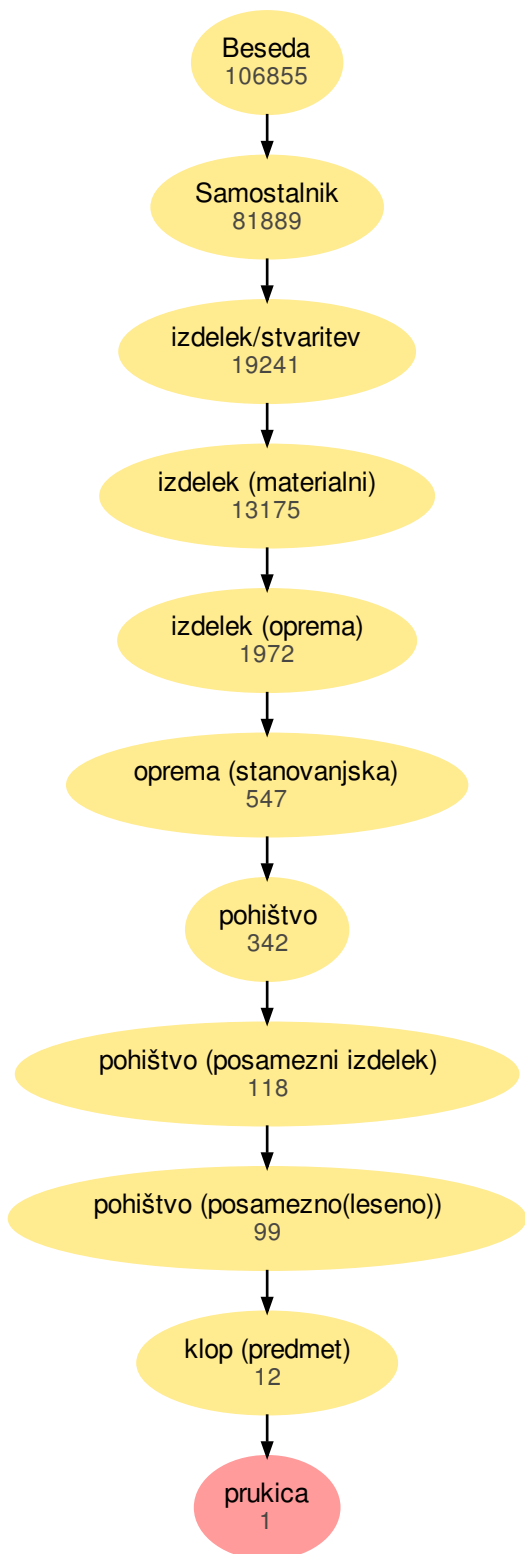 Beseda
106855
Samostalnik
81889
izdelek/stvaritev
19241
izdelek (materialni)
13175
izdelek (oprema)
1972
oprema (stanovanjska)
547
pohištvo
342
pohištvo (posamezni izdelek)
118
pohištvo (posamezno(leseno))
99
klop (predmet)
12
prukica
1